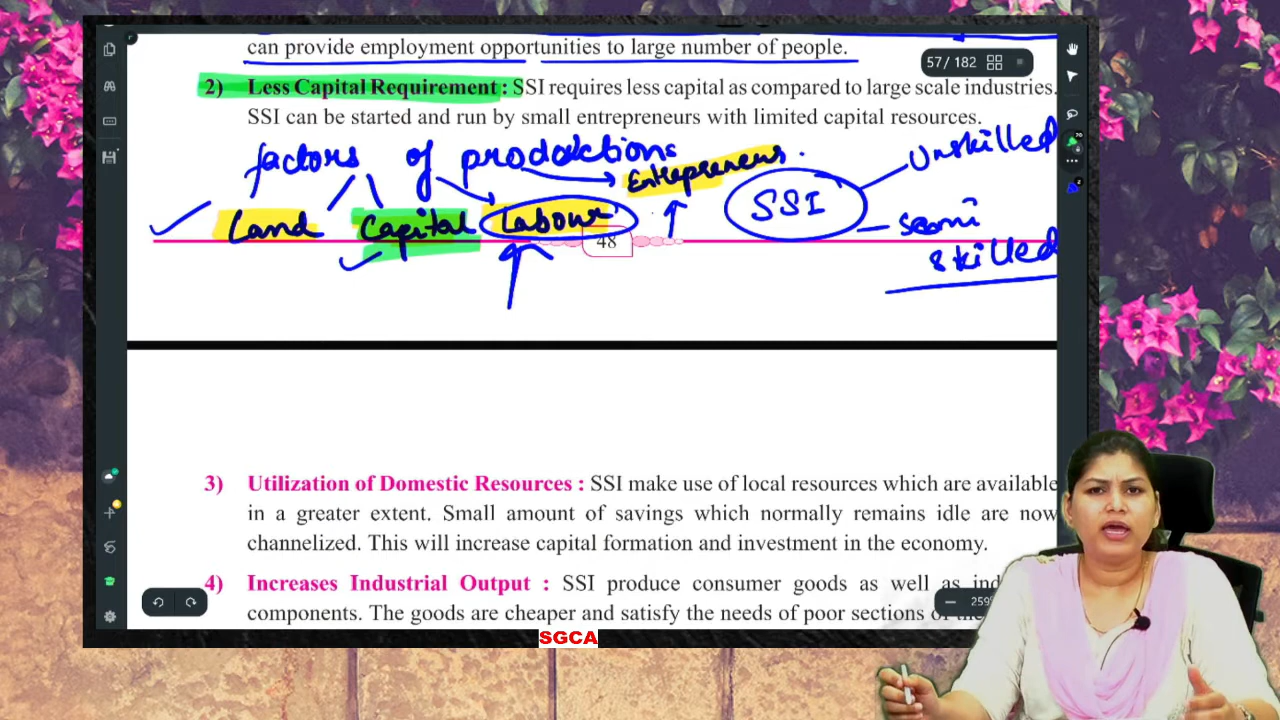 can provide employment opportunities to large number of people.
57 / 182
2) Less Capital Requirement : SSI requires less capital as compared to large scale industries.
SSI can be started and run by small entrepreneurs with limited capital resources.
factors of prodctions
Entrepreneurs.
Unskilled
SSI
Land Capital Labour
semi
skilled
48
3) Utilization of Domestic Resources : SSI make use of local resources which are available
in a greater extent. Small amount of savings which normally remains idle are now
channelized. This will increase capital formation and investment in the economy.
4) Increases Industrial Output : SSI produce consumer goods as well as
components. The goods are cheaper and satisfy the needs of poor sections of the
259
SGCA